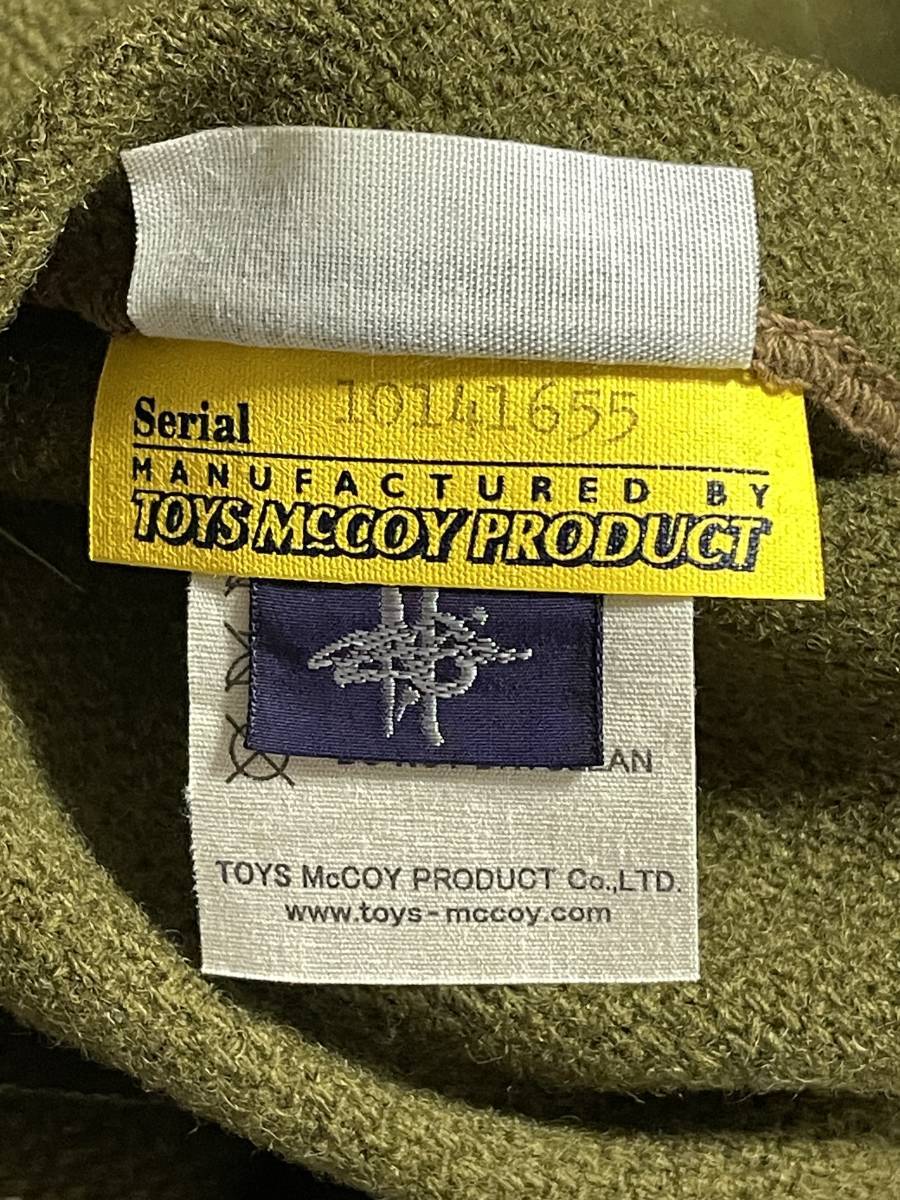 Serial 10141655
MANUFACTURED BY
TOYS McCOY PRODUCT
TOYS McCOY PRODUCT Co.,LTD.
www.toys-mccoy.com